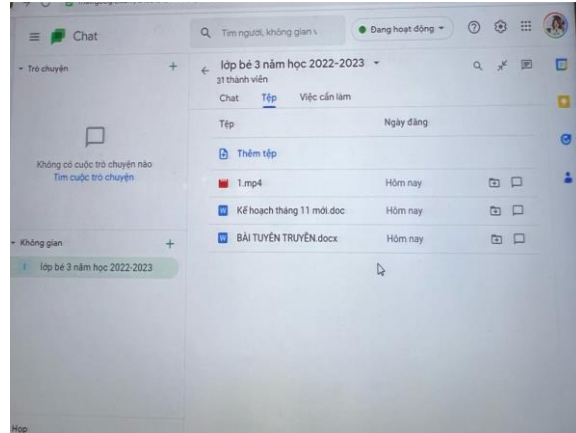 Chat
Tìm người, không gian v
Đang hoạt động
Trò chuyện
+
Không có cuộc trò chuyện nào
Tìm cuộc trò chuyện
Không gian
+
lớp bé 3 năm học 2022-2023
lớp bé 3 năm học 2022-2023
31 thành viên
Chat Tệp Việc cần làm
Tệp Ngày đăng
Thêm tệp
1.mp4 Hôm nay
W Kế hoạch tháng 11 mới.doc Hôm nay
W BÀI TUYÊN TRUYỀN.docx Hôm nay
Họp